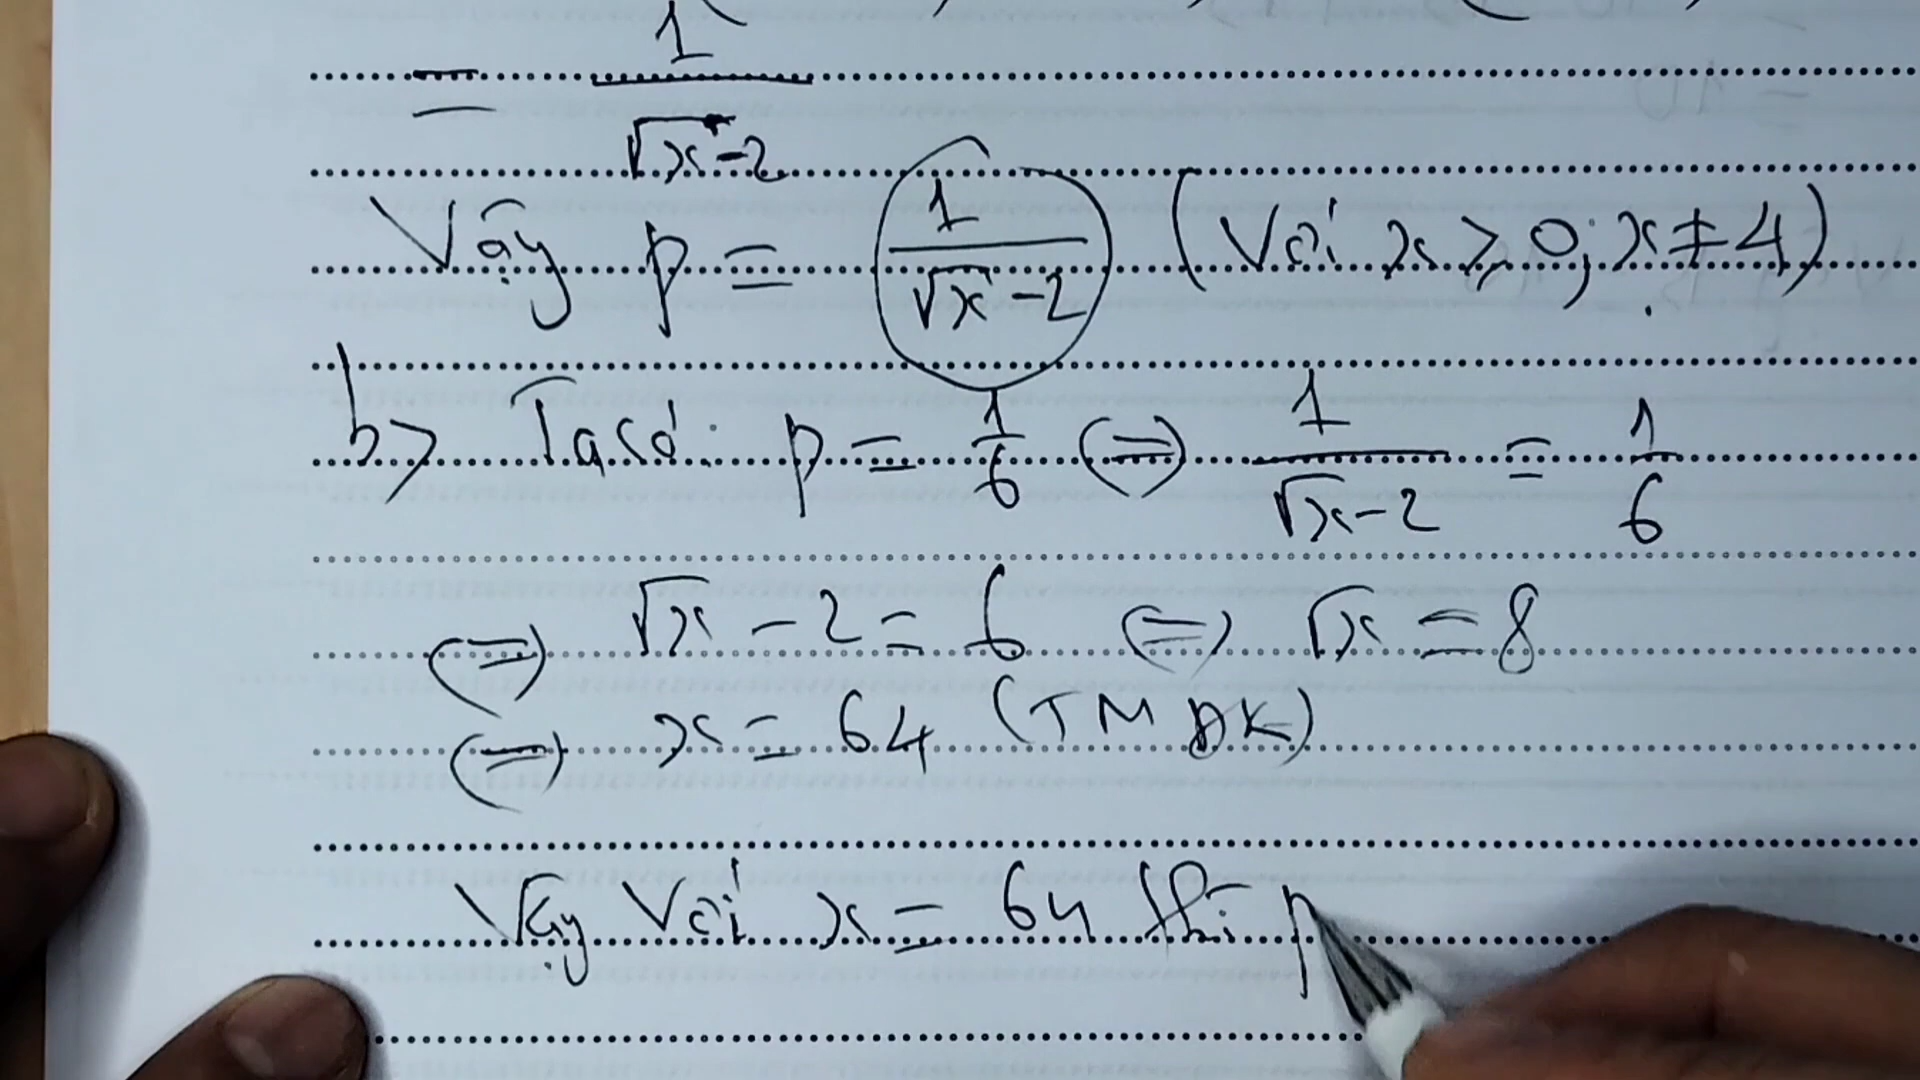 = 1/(√x-2)
Vậy P = 1/(√x-2) (Với x ≥ 0; x ≠ 4)
b> Ta có: P = 1/6 (=) 1/(√x-2) = 1/6
(=) √x - 2 = 6 (=) √x = 8
(=) x = 64 (TMĐK)
Vậy Với x = 64 thì P